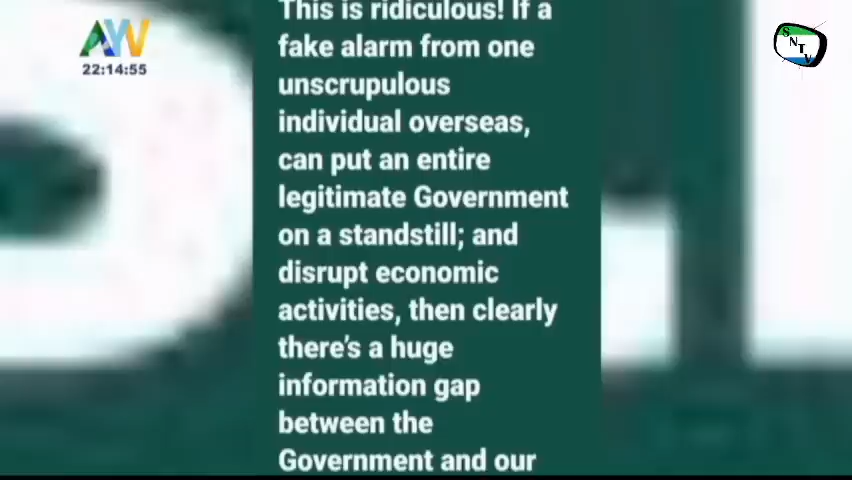 AYV
22:14:55
SNTV
This is ridiculous! If a
fake alarm from one
unscrupulous
individual overseas,
can put an entire
legitimate Government
on a standstill; and
disrupt economic
activities, then clearly
there's a huge
information gap
between the
Government and our